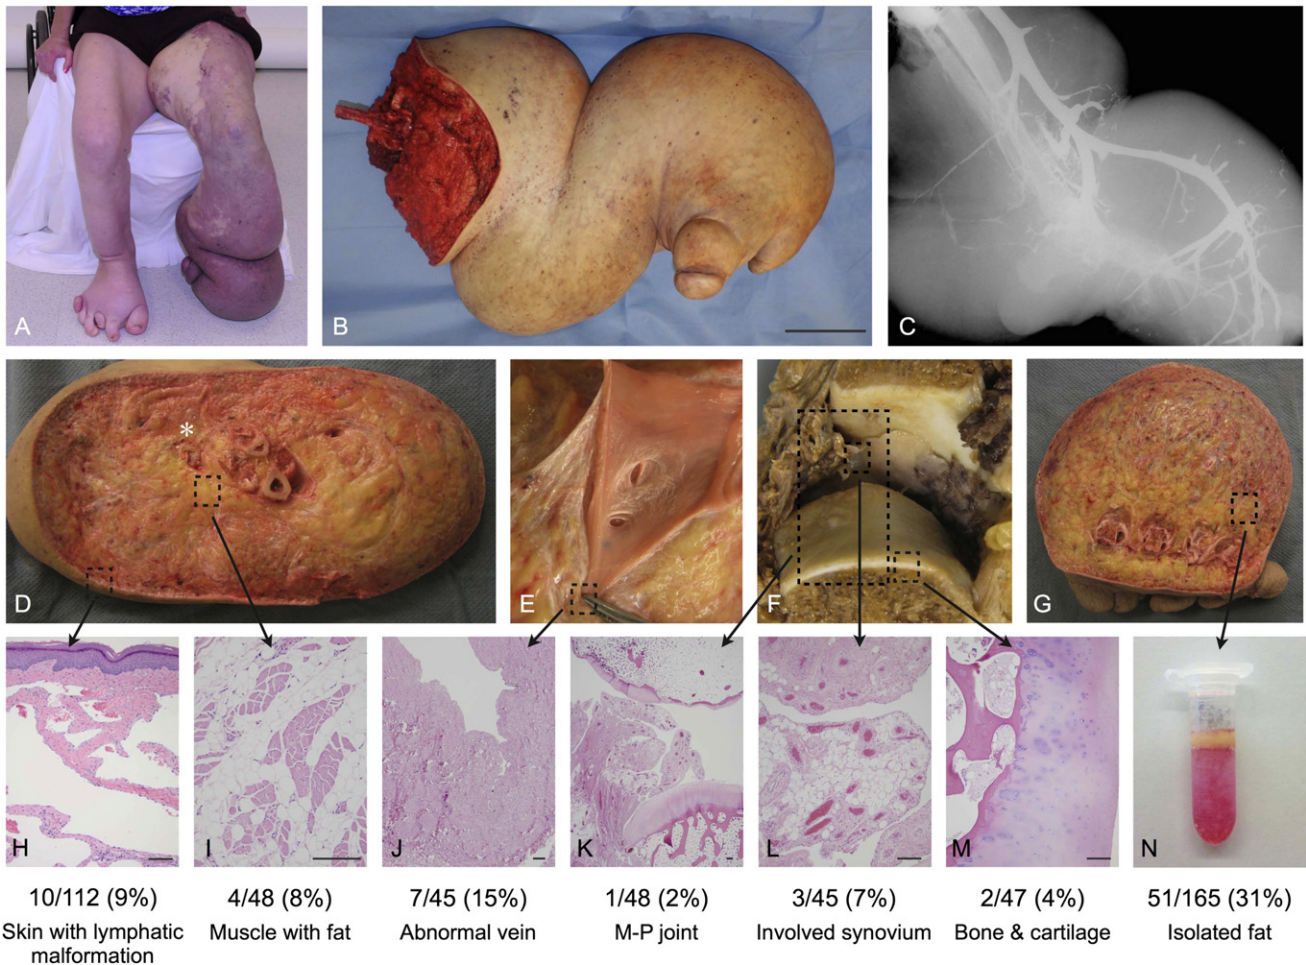 A
B
C
D
*
E
F
G
H
I
J
K
L
M
N
10/112 (9%)
4/48 (8%)
7/45 (15%)
1/48 (2%)
3/45 (7%)
2/47 (4%)
51/165 (31%)
Skin with lymphatic
malformation
Muscle with fat
Abnormal vein
M-P joint
Involved synovium
Bone & cartilage
Isolated fat